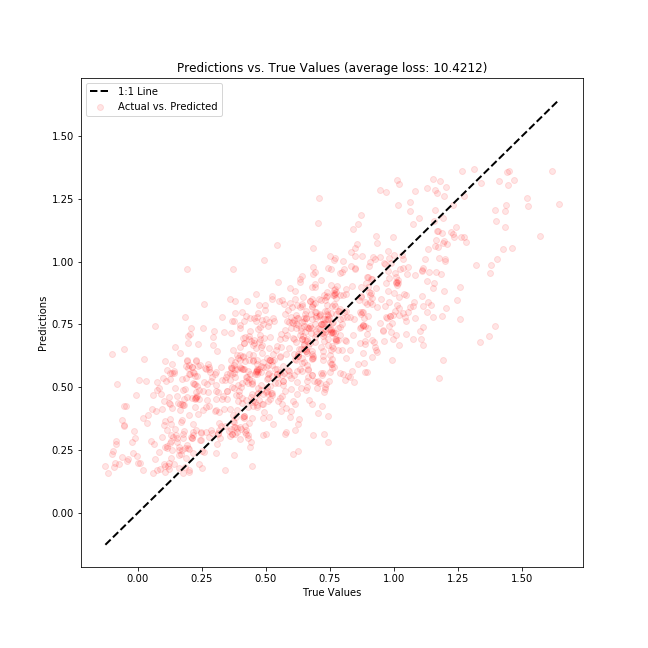 Predictions vs. True Values (average loss: 10.4212)
1:1 Line
Actual vs. Predicted
1.50
1.25
1.00
0.75
0.50
0.25
0.00
Predictions
0.00 0.25 0.50 0.75 1.00 1.25 1.50
True Values